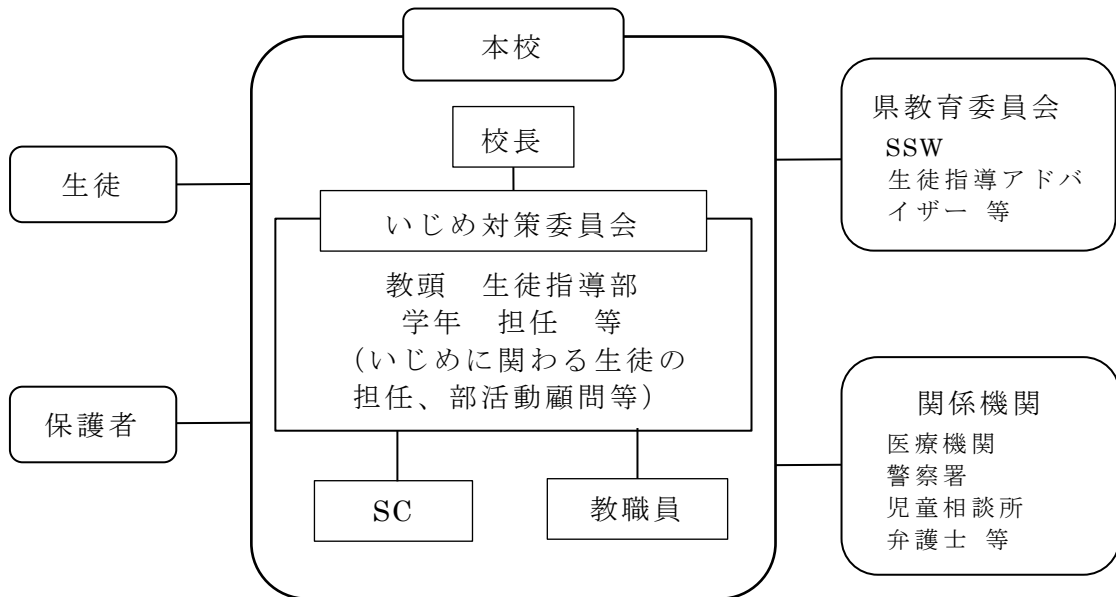 本校
校長
いじめ対策委員会
教頭　生徒指導部
学年　担任　等
（いじめに関わる生徒の
担任、部活動顧問等）
SC
教職員
生徒
保護者
県教育委員会
SSW
生徒指導アドバ
イザー 等
関係機関
医療機関
警察署
児童相談所
弁護士 等